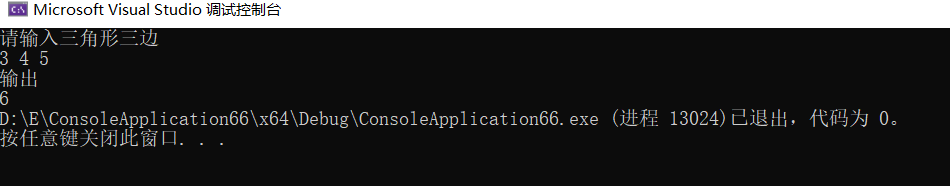 Microsoft Visual Studio 调试控制台
请输入三角形三边
3 4 5
输出
6
D:\E\ConsoleApplication66\x64\Debug\ConsoleApplication66.exe (进程 13024)已退出，代码为 0。
按任意键关闭此窗口. . .